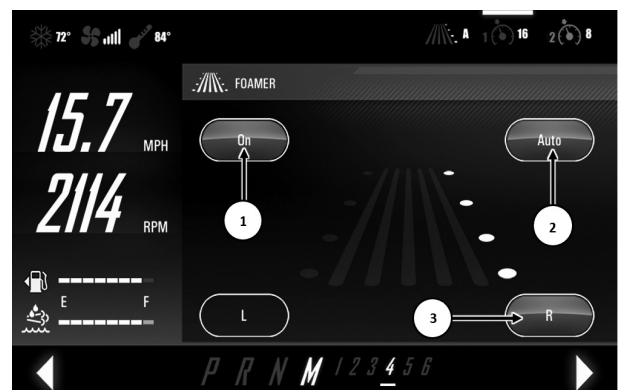 72° 84° A 1 16 2 8
FOAMER
15.7 MPH
On Auto
1 2
2114 RPM
E F
L 3 R
P R N M 1 2 3 4 5 6